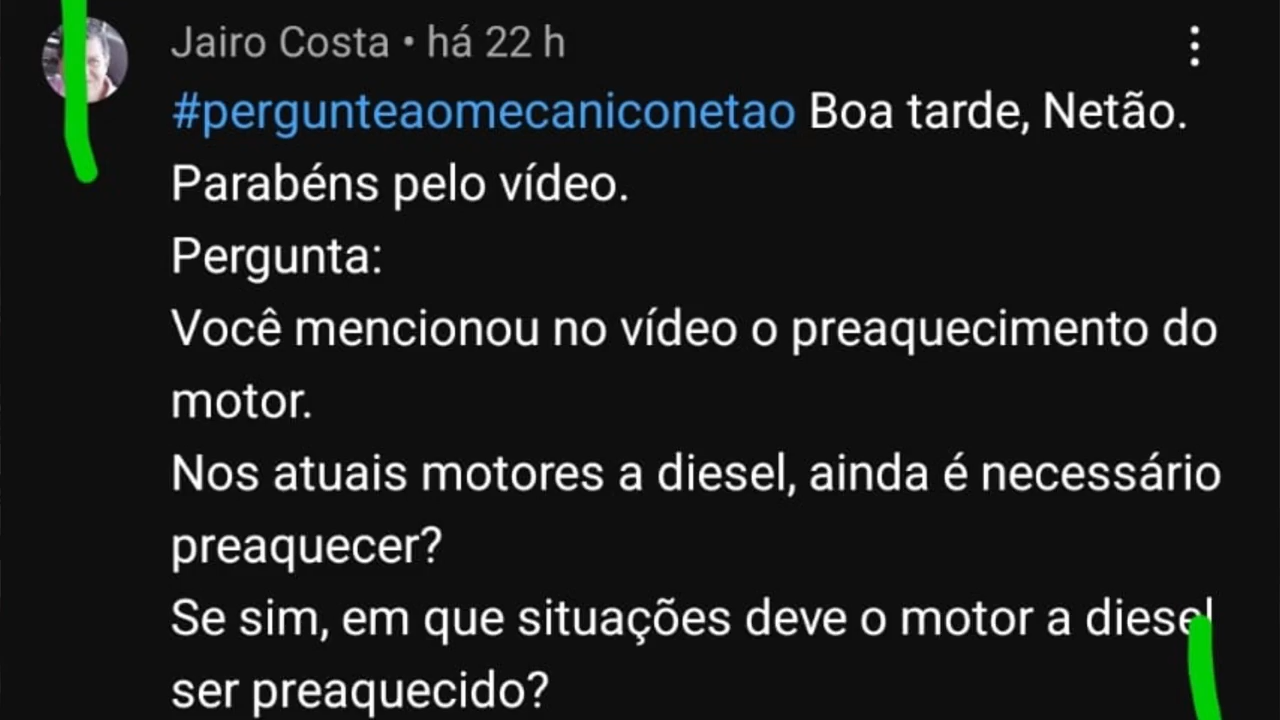 Jairo Costa • há 22 h
#pergunteaomecaniconetao Boa tarde, Netão.
Parabéns pelo vídeo.
Pergunta:
Você mencionou no vídeo o preaquecimento do
motor.
Nos atuais motores a diesel, ainda é necessário
preaquecer?
Se sim, em que situações deve o motor a diesel
ser preaquecido?